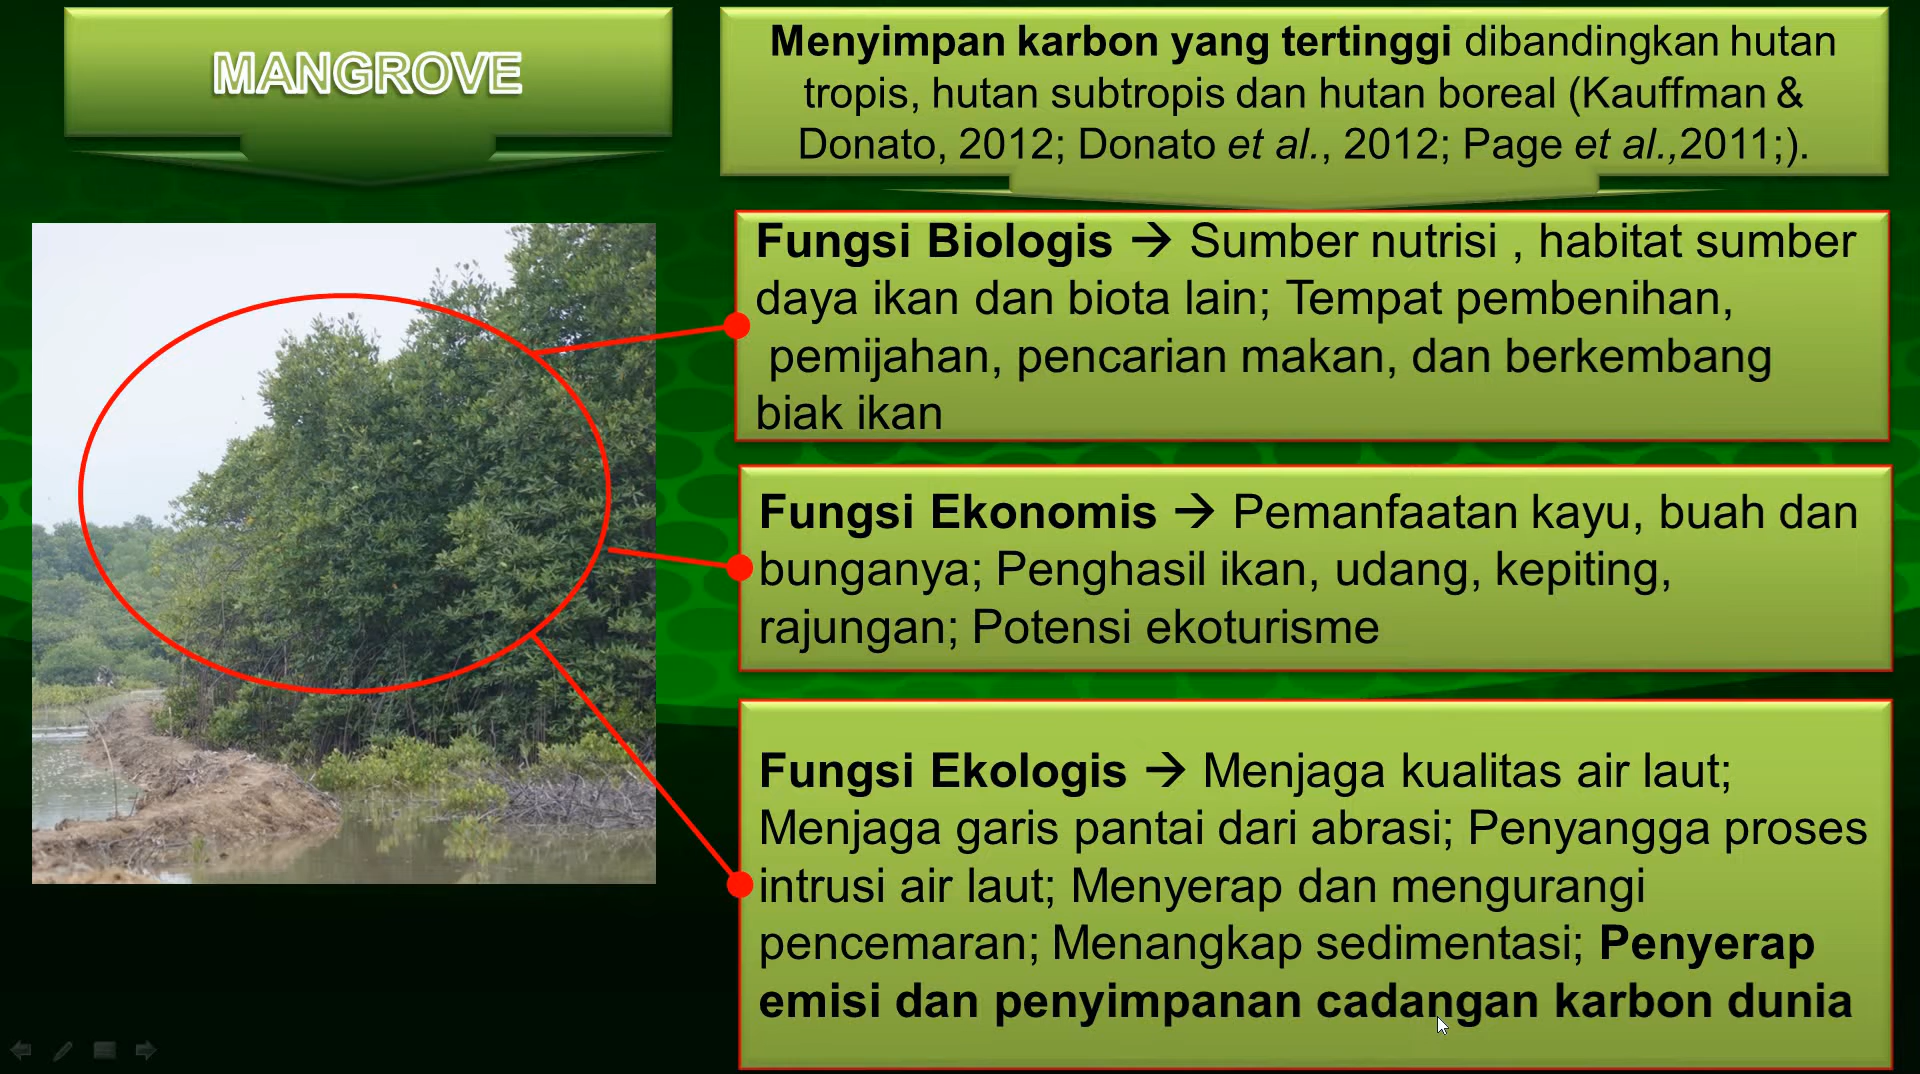 MANGROVE
Menyimpan karbon yang tertinggi dibandingkan hutan
tropis, hutan subtropis dan hutan boreal (Kauffman &
Donato, 2012; Donato et al., 2012; Page et al.,2011;).
Fungsi Biologis → Sumber nutrisi , habitat sumber
daya ikan dan biota lain; Tempat pembenihan,
pemijahan, pencarian makan, dan berkembang
biak ikan
Fungsi Ekonomis → Pemanfaatan kayu, buah dan
bunganya; Penghasil ikan, udang, kepiting,
rajungan; Potensi ekoturisme
Fungsi Ekologis → Menjaga kualitas air laut;
Menjaga garis pantai dari abrasi; Penyangga proses
intrusi air laut; Menyerap dan mengurangi
pencemaran; Menangkap sedimentasi; Penyerap
emisi dan penyimpanan cadangan karbon dunia